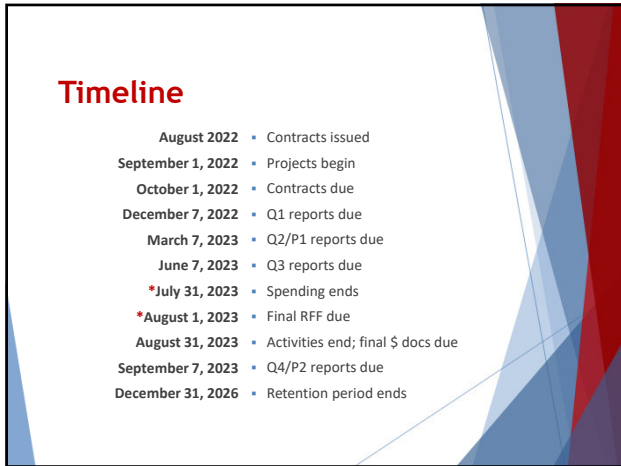 Timeline
August 2022 ▪ Contracts issued
September 1, 2022 ▪ Projects begin
October 1, 2022 ▪ Contracts due
December 7, 2022 ▪ Q1 reports due
March 7, 2023 ▪ Q2/P1 reports due
June 7, 2023 ▪ Q3 reports due
*July 31, 2023 ▪ Spending ends
*August 1, 2023 ▪ Final RFF due
August 31, 2023 ▪ Activities end; final $ docs due
September 7, 2023 ▪ Q4/P2 reports due
December 31, 2026 ▪ Retention period ends